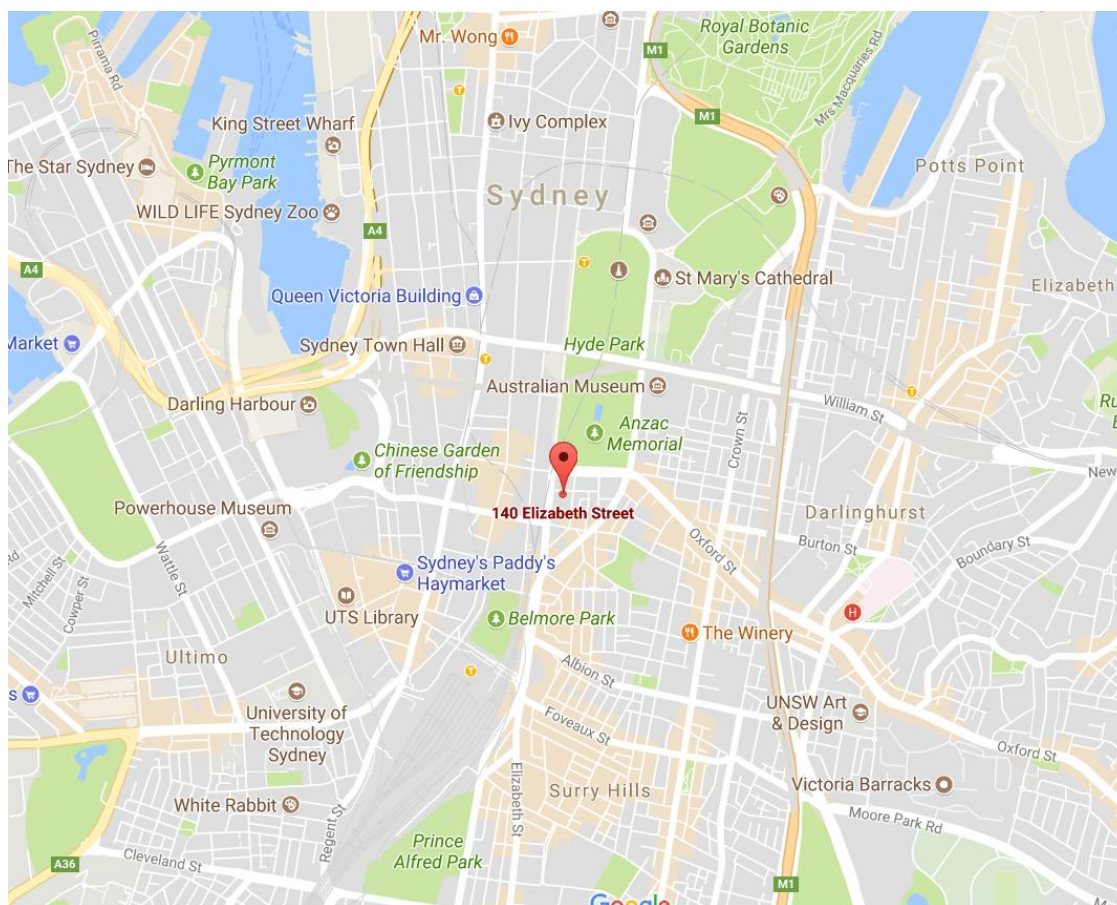 Pirrama Rd
Mr. Wong
M1
Royal Botanic
Gardens
Mrs Macquaries Rd
M1
King Street Wharf
Ivy Complex
The Star Sydney
Pyrmont
Bay Park
Potts Point
Sydney
WILD LIFE Sydney Zoo
A4
A4
St Mary's Cathedral
Queen Victoria Building
Elizabeth
Market
Sydney Town Hall
Hyde Park
Australian Museum
Darling Harbour
William St
Crown St
Anzac
Memorial
Chinese Garden
of Friendship
New
Powerhouse Museum
140 Elizabeth Street
Darlinghurst
Oxford St
Burton St
Boundary St
Wattle St
Mitchell St
Cowper St
Sydney's Paddy's
Haymarket
UTS Library
Belmore Park
H
The Winery
Ultimo
Albion St
s
University of
Technology
Sydney
Foveaux St
UNSW Art
& Design
Oxford St
Elizabeth St
Surry Hills
Victoria Barracks
White Rabbit
Regent St
Moore Park Rd
Prince
Alfred Park
Cleveland St
A36
M1
Google